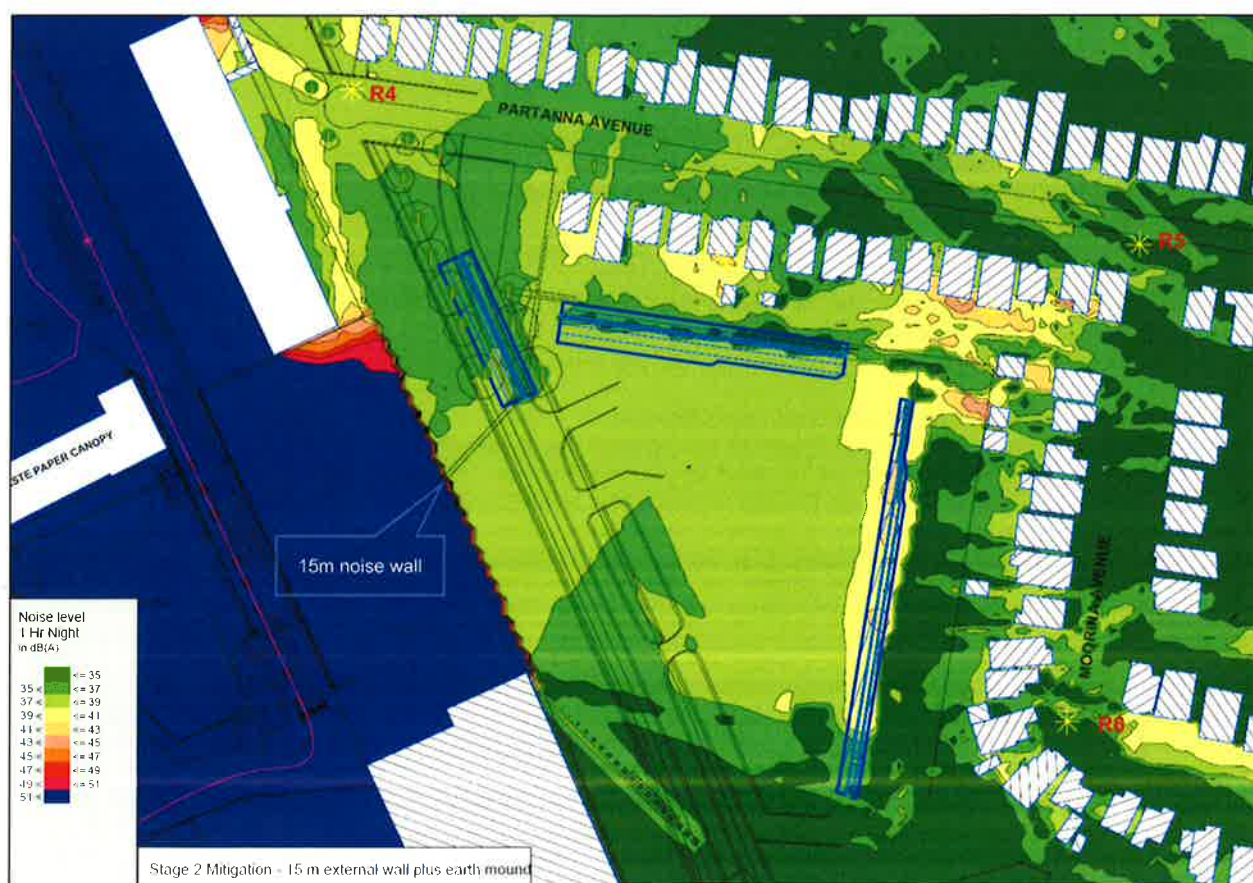 R4
PARTANNA AVENUE
R5
STE PAPER CANOPY
15m noise wall
MOORINA AVENUE
R6
Noise level
1 Hr Night
in dB(A)
<= 35
35 < <= 37
37 < <= 39
39 < <= 41
41 < <= 43
43 < <= 45
45 < <= 47
47 < <= 49
49 < <= 51
51 <
Stage 2 Mitigation - 15 m external wall plus earth mound